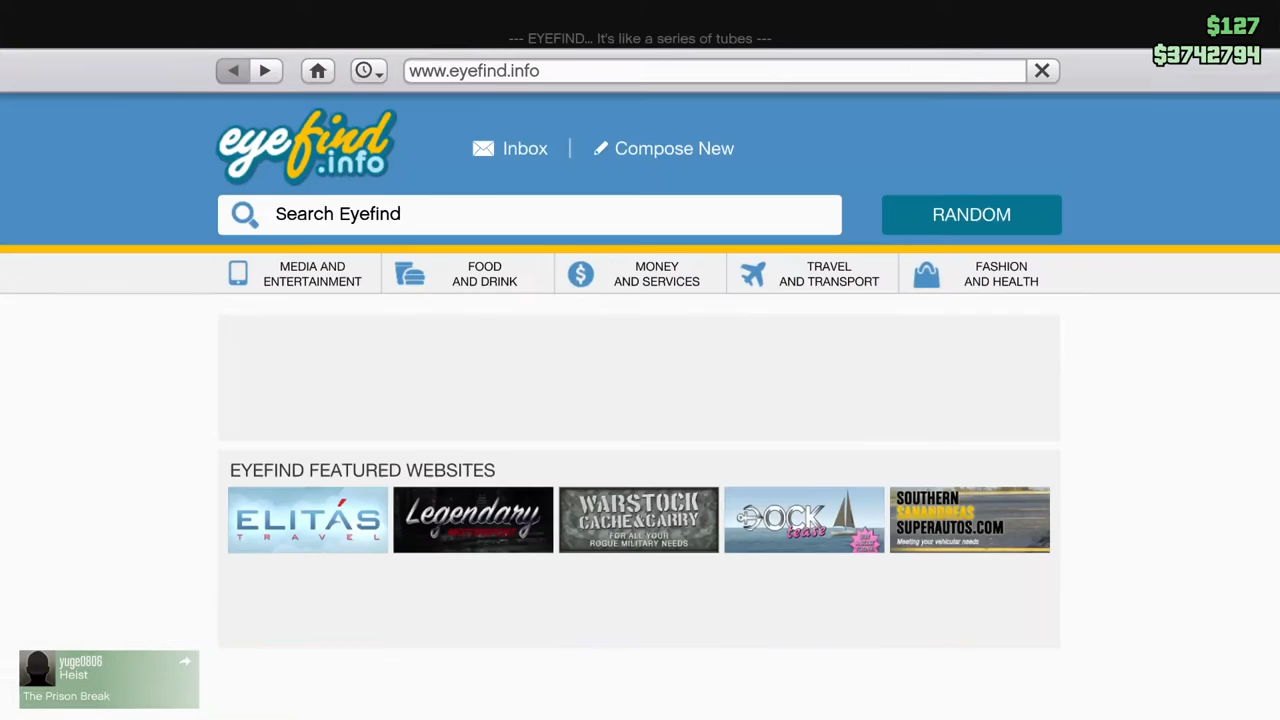 $127
--- EYEFIND... It's like a series of tubes ---
$3742794
www.eyefind.info
eyefind
.info
Inbox
Compose New
Search Eyefind
RANDOM
MEDIA AND
ENTERTAINMENT
FOOD
AND DRINK
MONEY
AND SERVICES
TRAVEL
AND TRANSPORT
FASHION
AND HEALTH
EYEFIND FEATURED WEBSITES
ELITÁS
TRAVEL
Legendary
WARSTOCK
CACHE&CARRY
FOR ALL YOUR
ROGUE MILITARY NEEDS
DOCK
tease
SOUTHERN
SANANDREAS
SUPERAUTOS.COM
Meeting your vehicular needs
yuge0806
Heist
The Prison Break